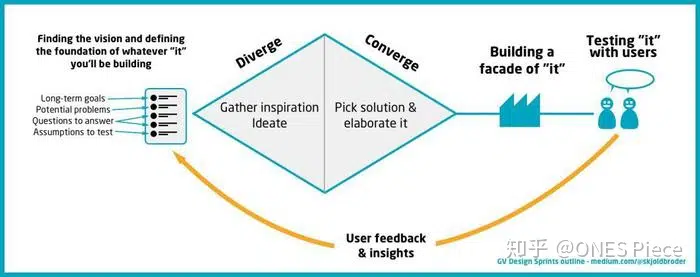 Finding the vision and defining
the foundation of whatever "it"
you'll be building
Long-term goals
Potential problems
Questions to answer
Assumptions to test
Diverge
Converge
Gather inspiration
Ideate
Pick solution &
elaborate it
Building a
facade of "it"
Testing "it"
with users
User feedback
& insights
知乎 @ONES Piece
GV Design Sprints outline - medium.com/@skjoldbroder